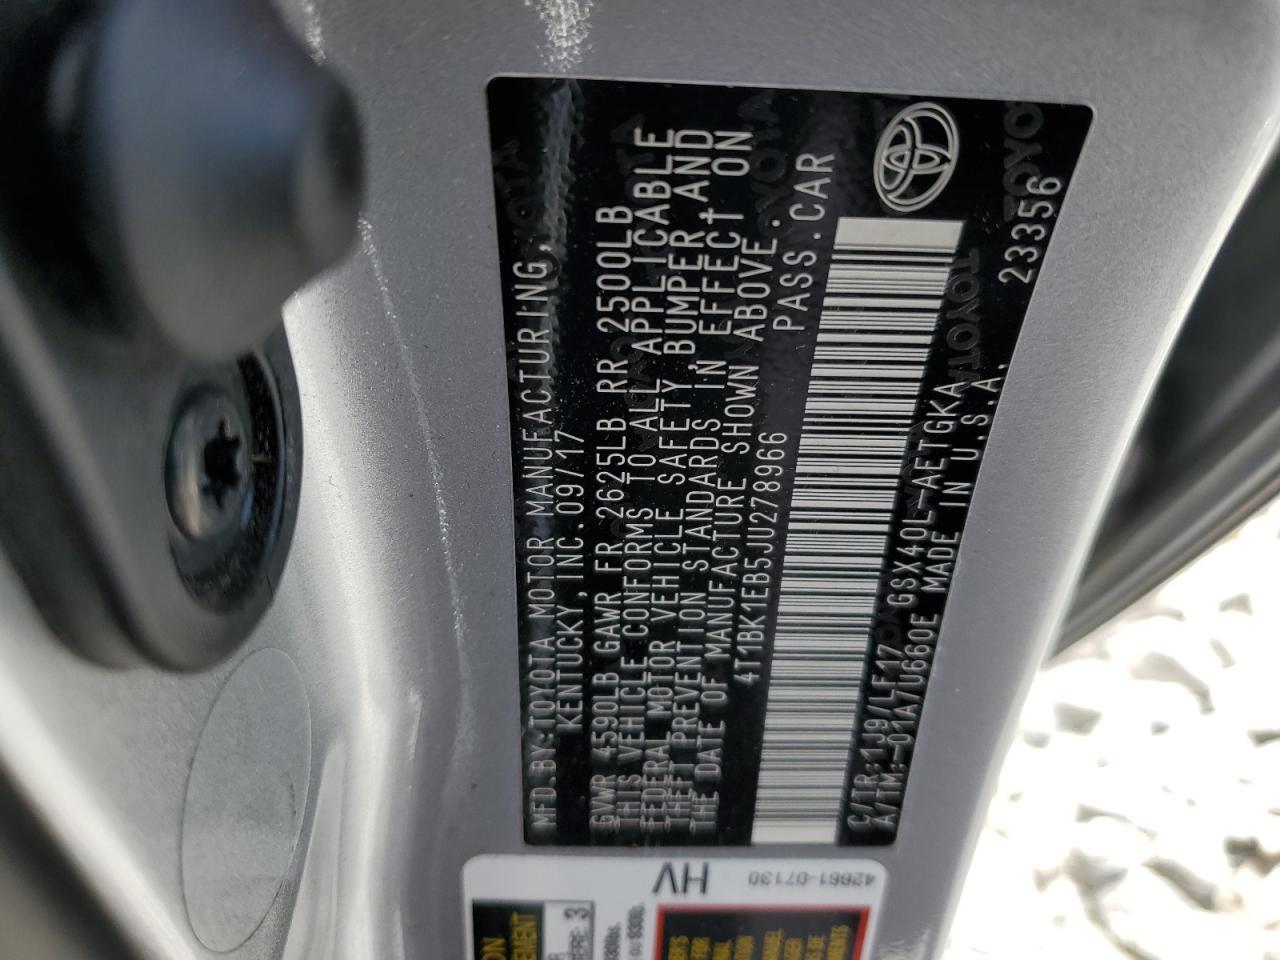 MFD.BY:TOYOTA MOTOR MANUFACTURING,
KENTUCKY,INC.09/17
GVWR 4590LB GAWR FR 2625LB RR 2500LB
THIS VEHICLE CONFORMS TO ALL APPLICABLE
FEDERAL MOTOR VEHICLE SAFETY,BUMPER AND
THEFT PREVENTION STANDARDS IN EFFECT ON
THE DATE OF MANUFACTURE SHOWN ABOVE.
4T1BK1EB5JU278966 PASS.CAR
C/TR:1J9/LE17 GSX40L-AETGKA
A/TM:-01A/U660E MADE IN U.S.A.
23356
HV
42661-07130
3